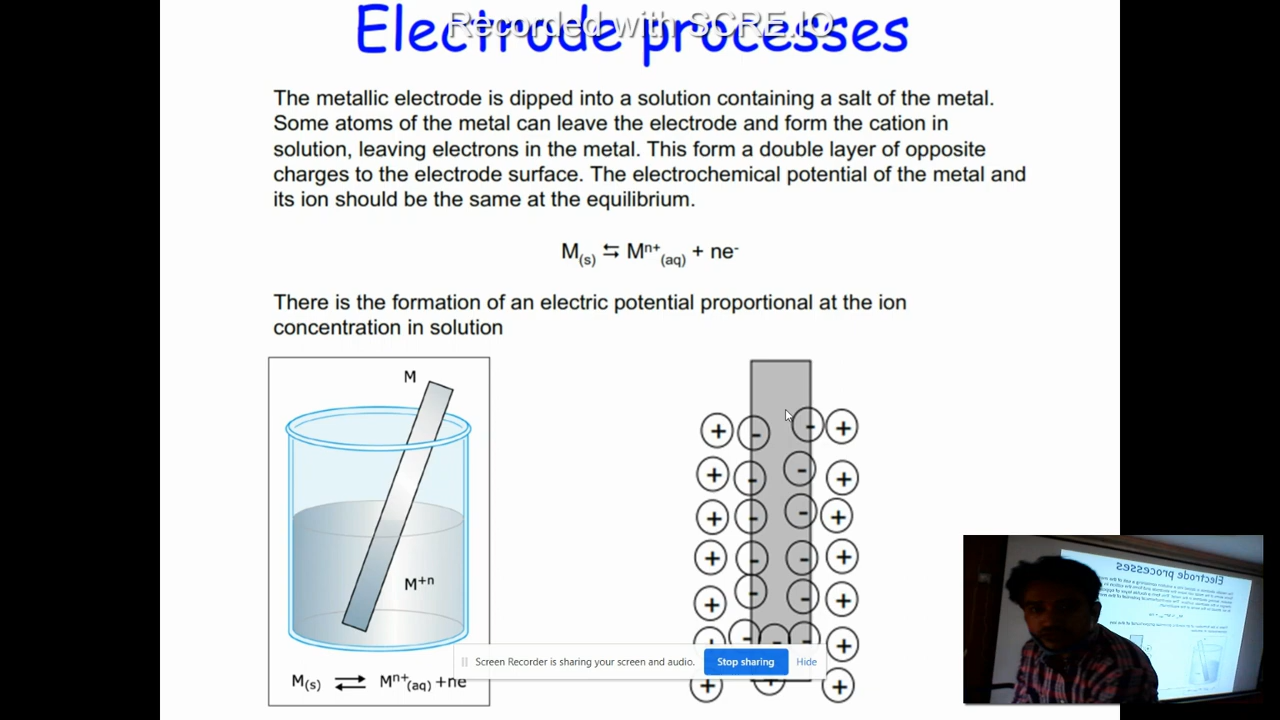 Recorded with SCRE.IO
Electrode processes
The metallic electrode is dipped into a solution containing a salt of the metal.
Some atoms of the metal can leave the electrode and form the cation in
solution, leaving electrons in the metal. This form a double layer of opposite
charges to the electrode surface. The electrochemical potential of the metal and
its ion should be the same at the equilibrium.
M(s) ⇆ Mⁿ⁺(aq) + ne⁻
There is the formation of an electric potential proportional at the ion
concentration in solution
M
M⁺ⁿ
M(s) ⇄ Mⁿ⁺(aq) +ne
Screen Recorder is sharing your screen and audio.
Stop sharing
Hide
Electrode processes